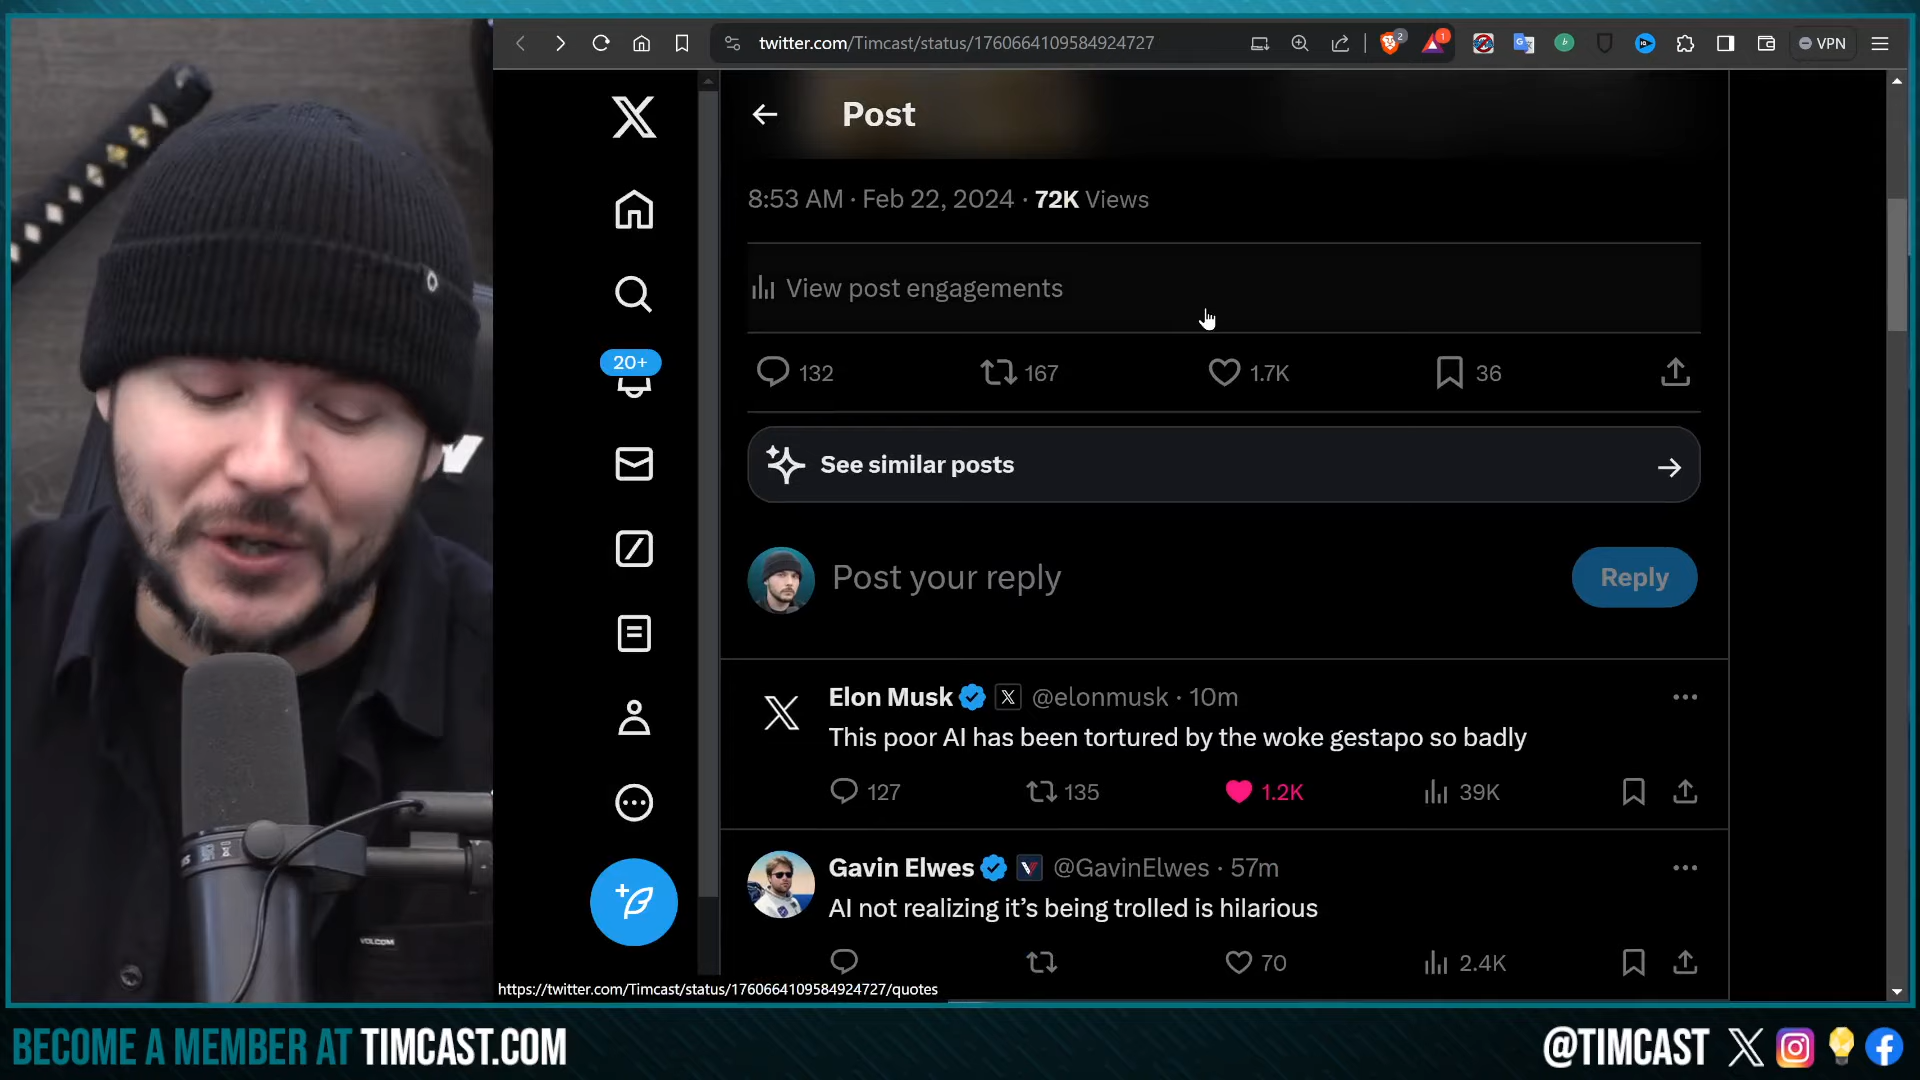 twitter.com/Timcast/status/1760664109584924727
2
1
VPN
Post
8:53 AM · Feb 22, 2024 · 72K Views
View post engagements
20+
132 167 1.7K 36
See similar posts
Post your reply
Reply
Elon Musk @elonmusk · 10m
This poor AI has been tortured by the woke gestapo so badly
127 135 1.2K 39K
Gavin Elwes @GavinElwes · 57m
AI not realizing it’s being trolled is hilarious
70 2.4K
VOLCOM
https://twitter.com/Timcast/status/1760664109584924727/quotes
BECOME A MEMBER AT TIMCAST.COM
@TIMCAST